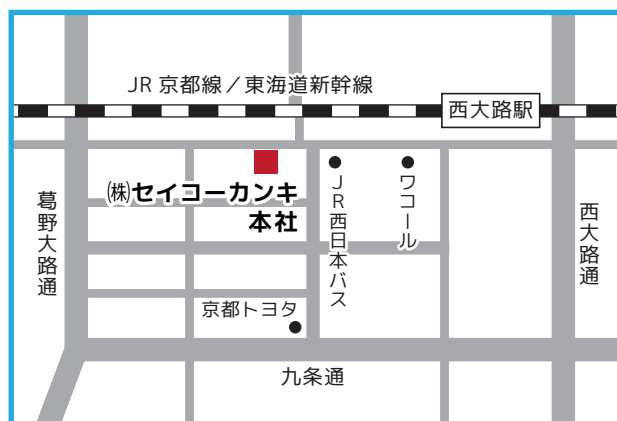 JR 京都線／東海道新幹線
西大路駅
㈱セイコーカンキ
本社
葛野大路通
JR西日本バス
ワコール
西大路通
京都トヨタ
九条通